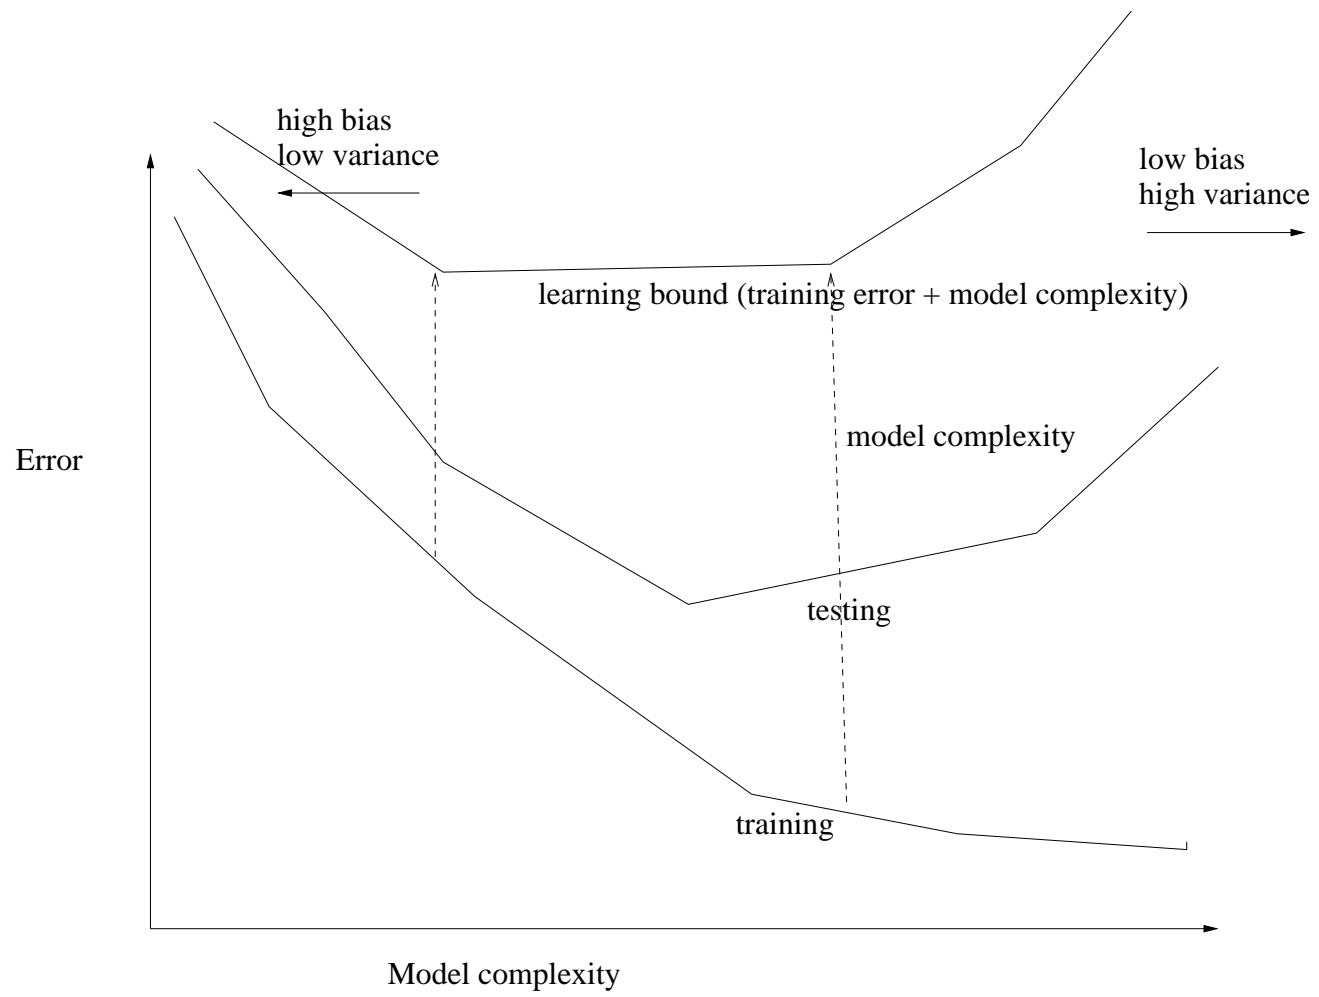 high bias
low variance
low bias
high variance
learning bound (training error + model complexity)
model complexity
Error
testing
training
Model complexity